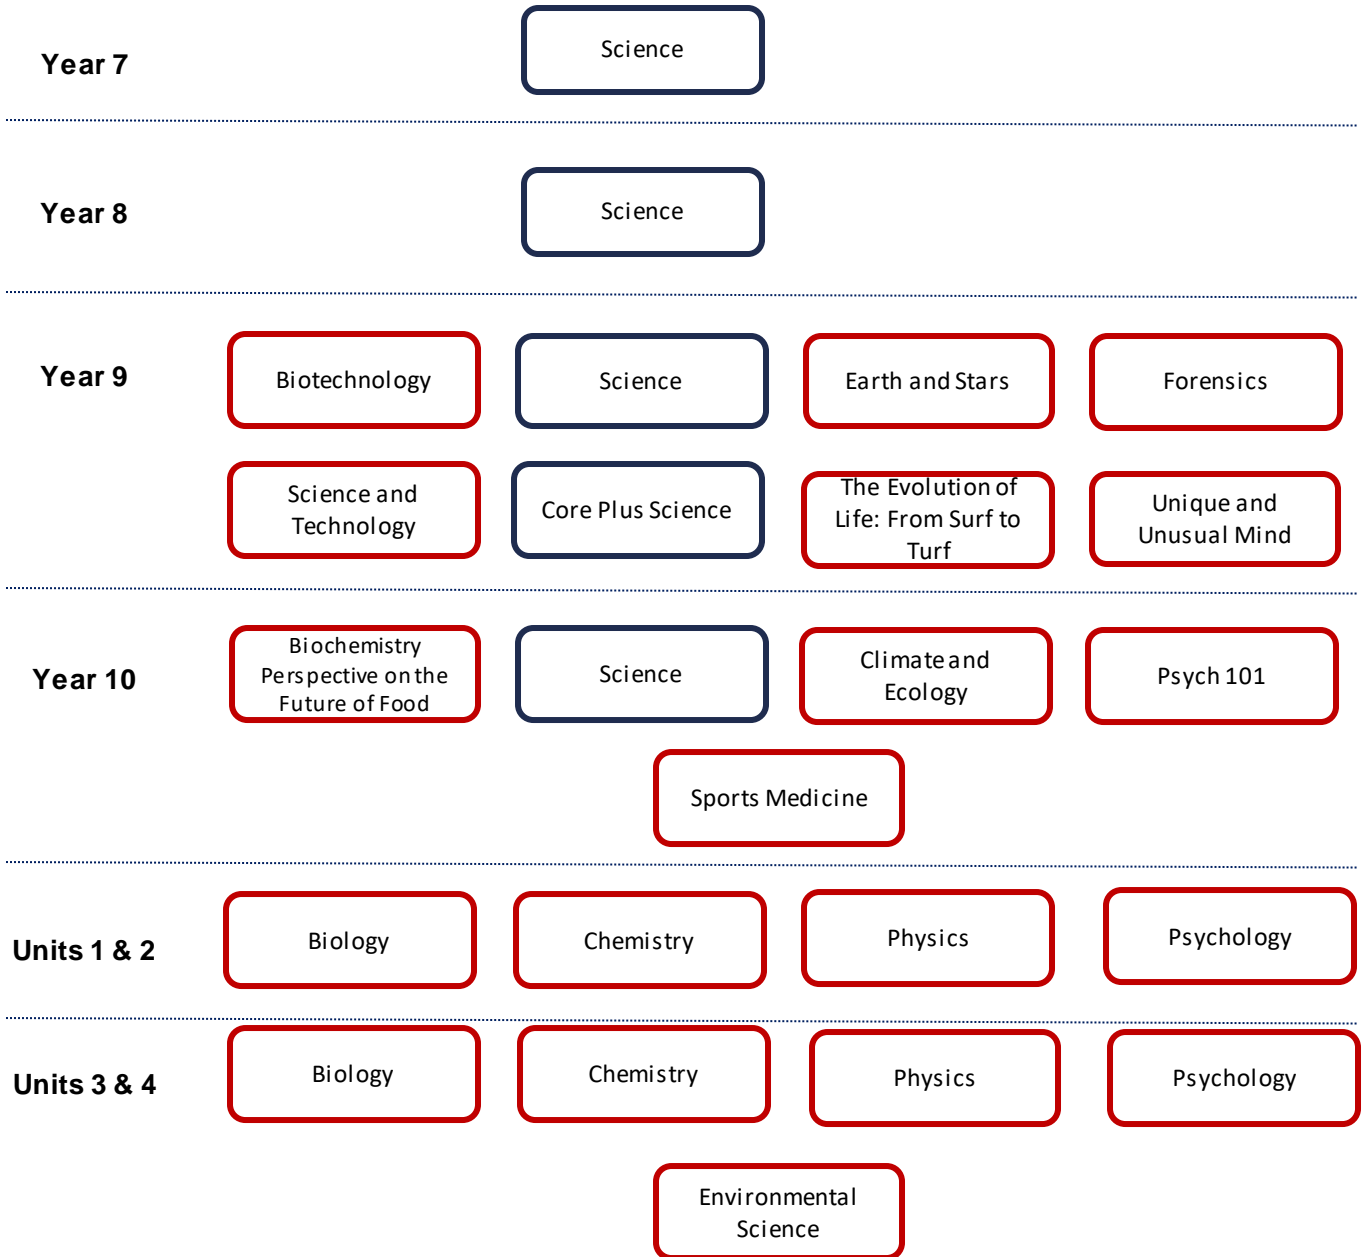 Year 7
Science
Year 8
Science
Year 9
Biotechnology
Science
Earth and Stars
Forensics
Science and
Technology
Core Plus Science
The Evolution of
Life: From Surf to
Turf
Unique and
Unusual Mind
Year 10
Biochemistry
Perspective on the
Future of Food
Science
Climate and
Ecology
Psych 101
Sports Medicine
Units 1 & 2
Biology
Chemistry
Physics
Psychology
Units 3 & 4
Biology
Chemistry
Physics
Psychology
Environmental
Science